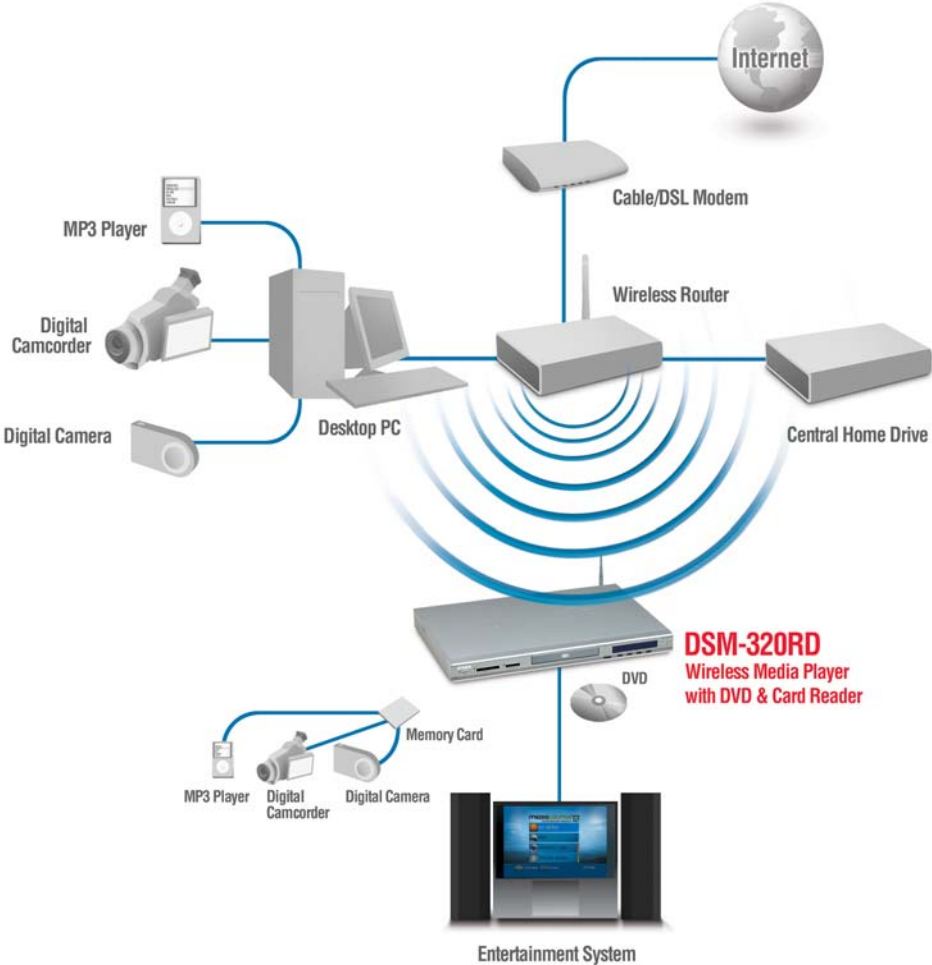 Internet
Cable/DSL Modem
MP3 Player
Wireless Router
Digital
Camcorder
Digital Camera
Desktop PC
Central Home Drive
DSM-320RD
Wireless Media Player
with DVD & Card Reader
DVD
Memory Card
MP3 Player
Digital
Camcorder
Digital Camera
Entertainment System